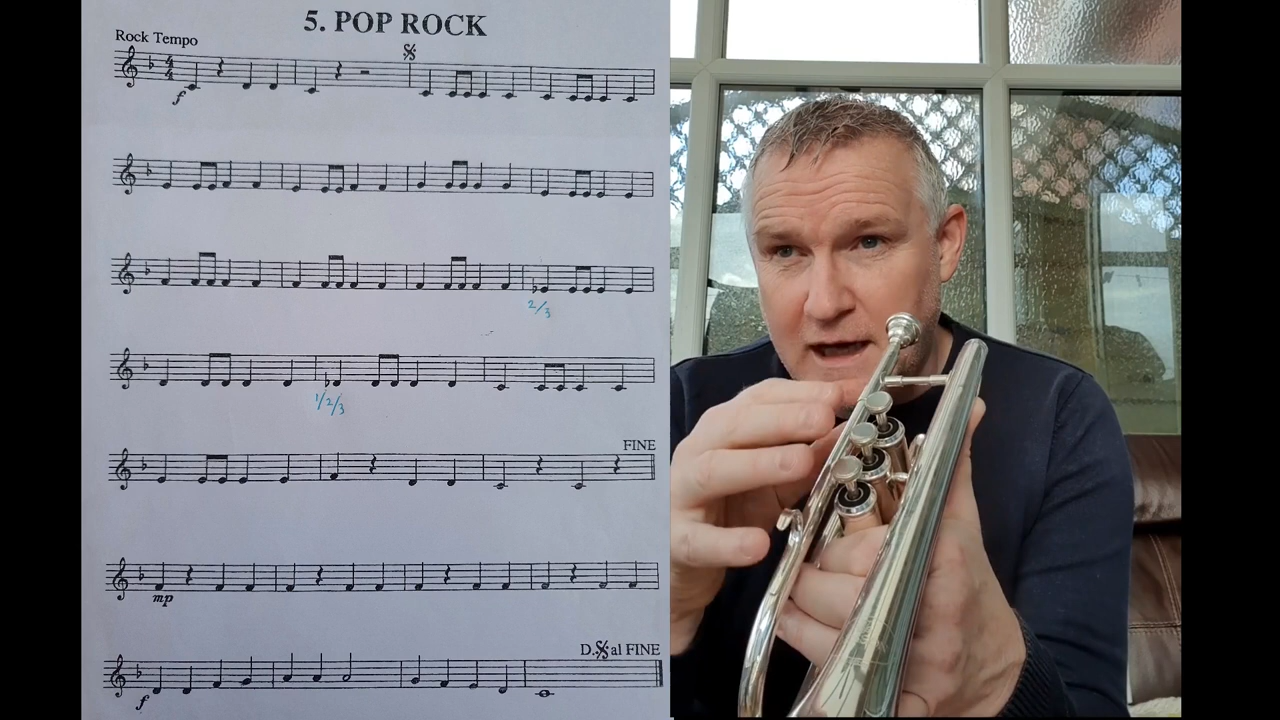 5. POP ROCK
Rock Tempo
f
2/3
1/2/3
FINE
mp
D.𝄋 al FINE
f